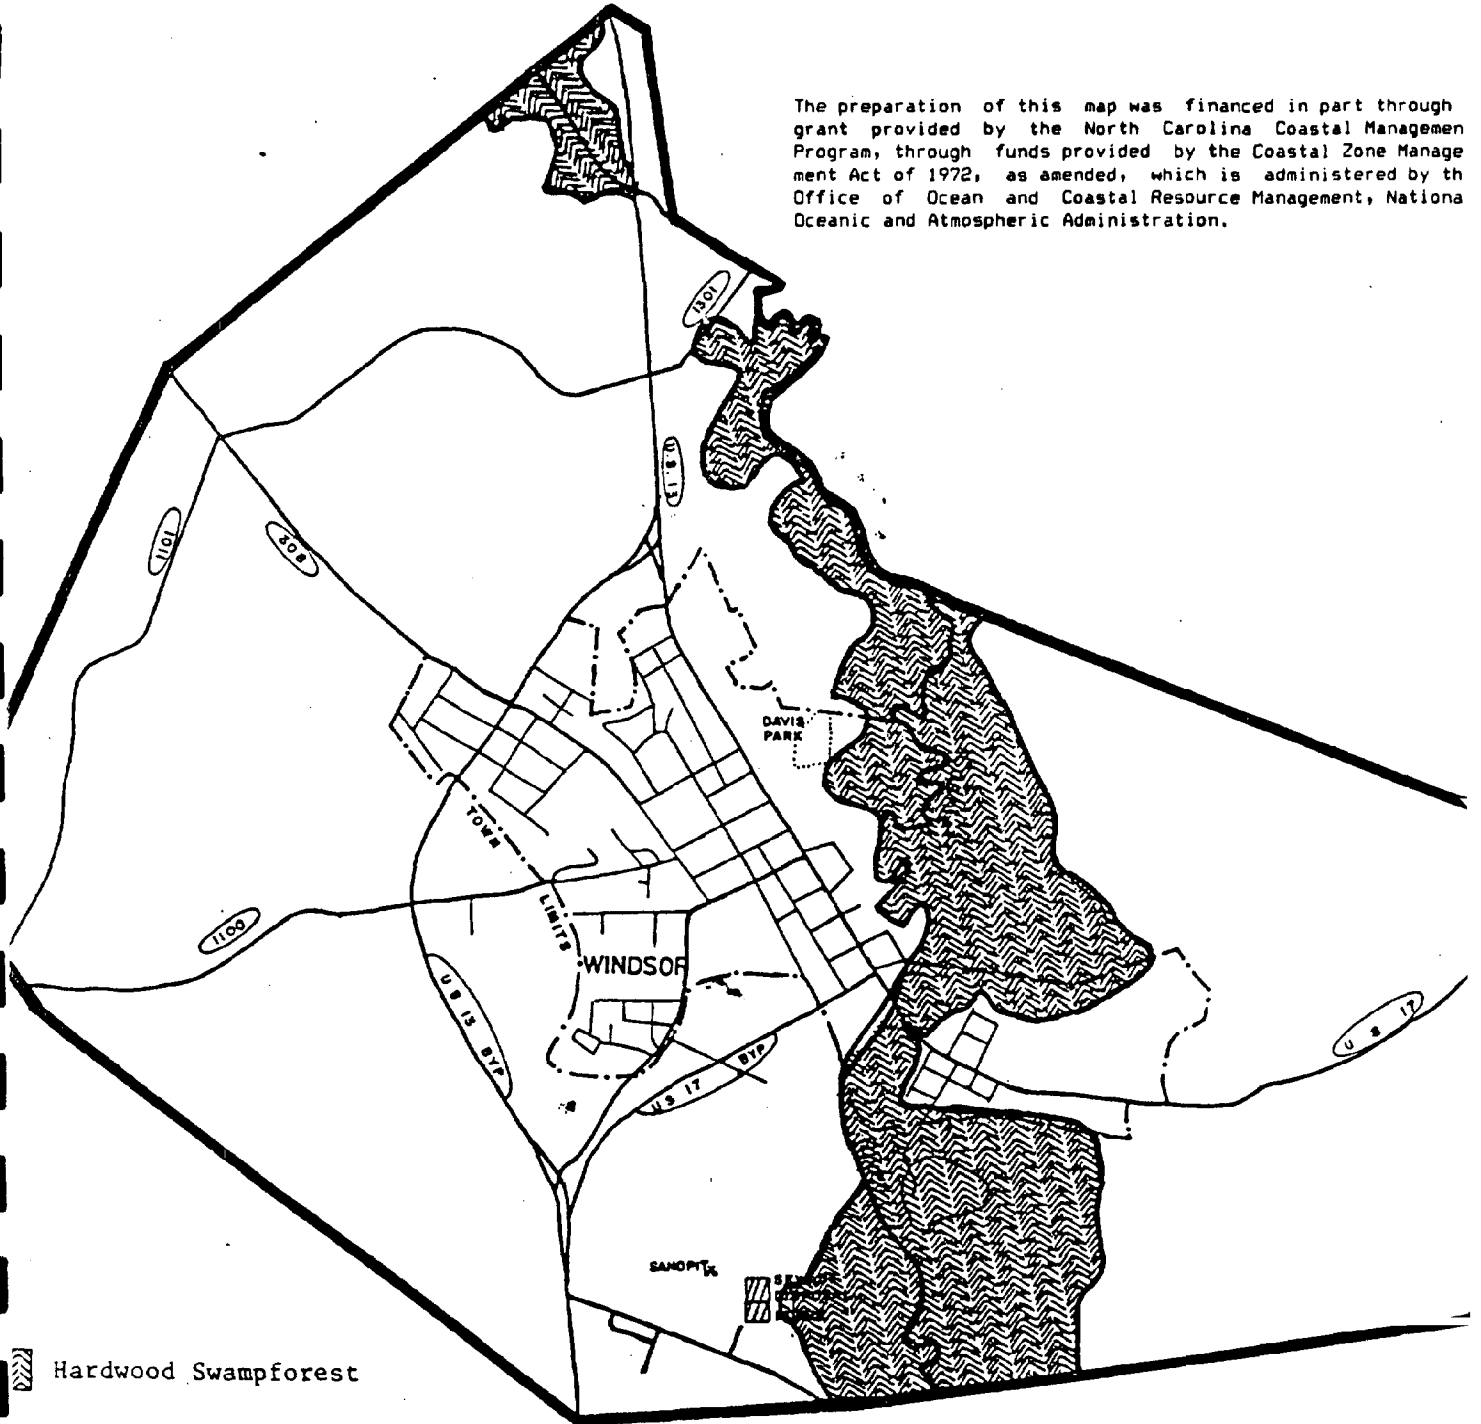 The preparation of this map was financed in part through
grant provided by the North Carolina Coastal Managemen
Program, through funds provided by the Coastal Zone Manage
ment Act of 1972, as amended, which is administered by th
Office of Ocean and Coastal Resource Management, Nationa
Oceanic and Atmospheric Administration.
1301
U.S. 13
1101
308
DAVIS
PARK
TOWN
LIMITS
1100
WINDSOR
U S 13 BYP
U S 17 BYP
U S 17
SANDPIT
Hardwood Swampforest